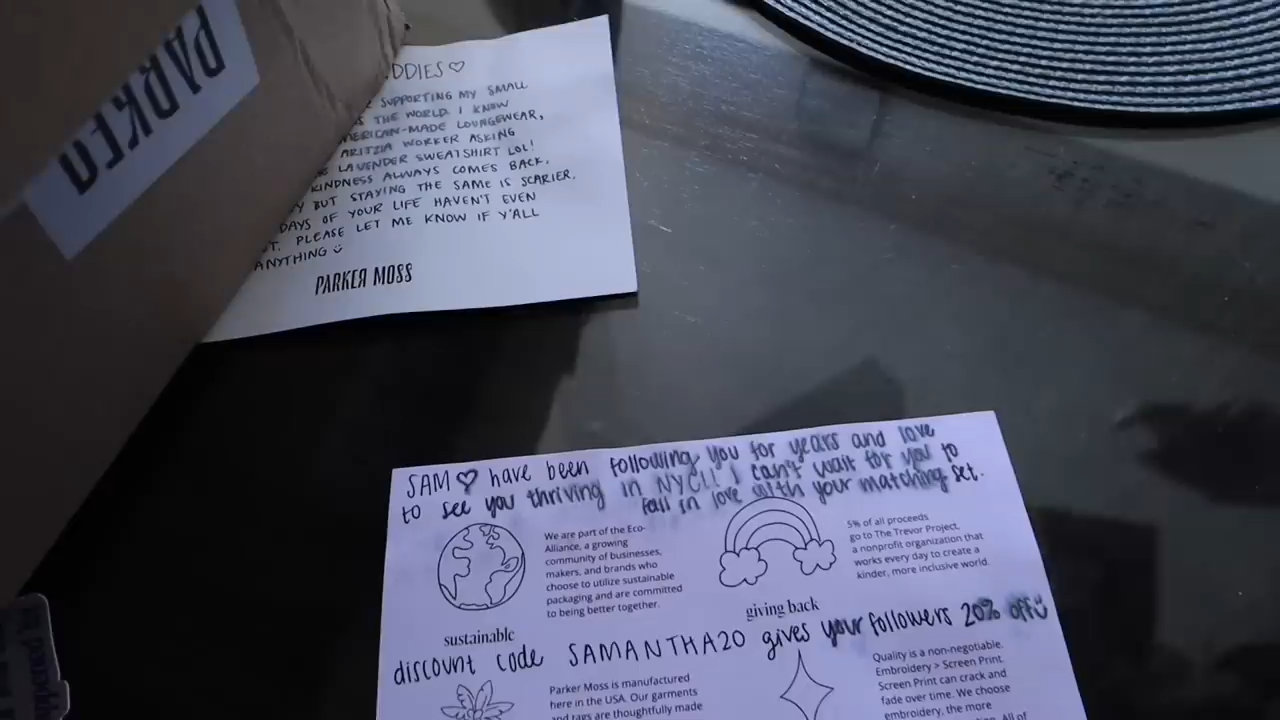 PARKER
DDIES ♡
SUPPORTING MY SMALL
THE WORLD. I KNOW
ERICAN-MADE LOUNGEWEAR,
ARITZIA WORKER ASKING
LAVENDER SWEATSHIRT LOL!
KINDNESS ALWAYS COMES BACK.
Y BUT STAYING THE SAME IS SCARIER.
DAYS OF YOUR LIFE HAVEN'T EVEN
T. PLEASE LET ME KNOW IF Y'ALL
ANYTHING
PARKER MOSS
SAM ♡ have been following you for years and love
to see you thriving in NYC!! I can't wait for you to
fall in love with your matching set.
We are part of the Eco-
Alliance, a growing
community of businesses,
makers, and brands who
choose to utilize sustainable
packaging and are committed
to being better together.
sustainable
5% of all proceeds
go to The Trevor Project,
a nonprofit organization that
works every day to create a
kinder, more inclusive world.
giving back
discount code SAMANTHA20 gives your followers 20% off
Parker Moss is manufactured
here in the USA. Our garments
and tags are thoughtfully made
Quality is a non-negotiable.
Embroidery > Screen Print.
Screen Print can crack and
fade over time. We choose
embroidery, the more
All of